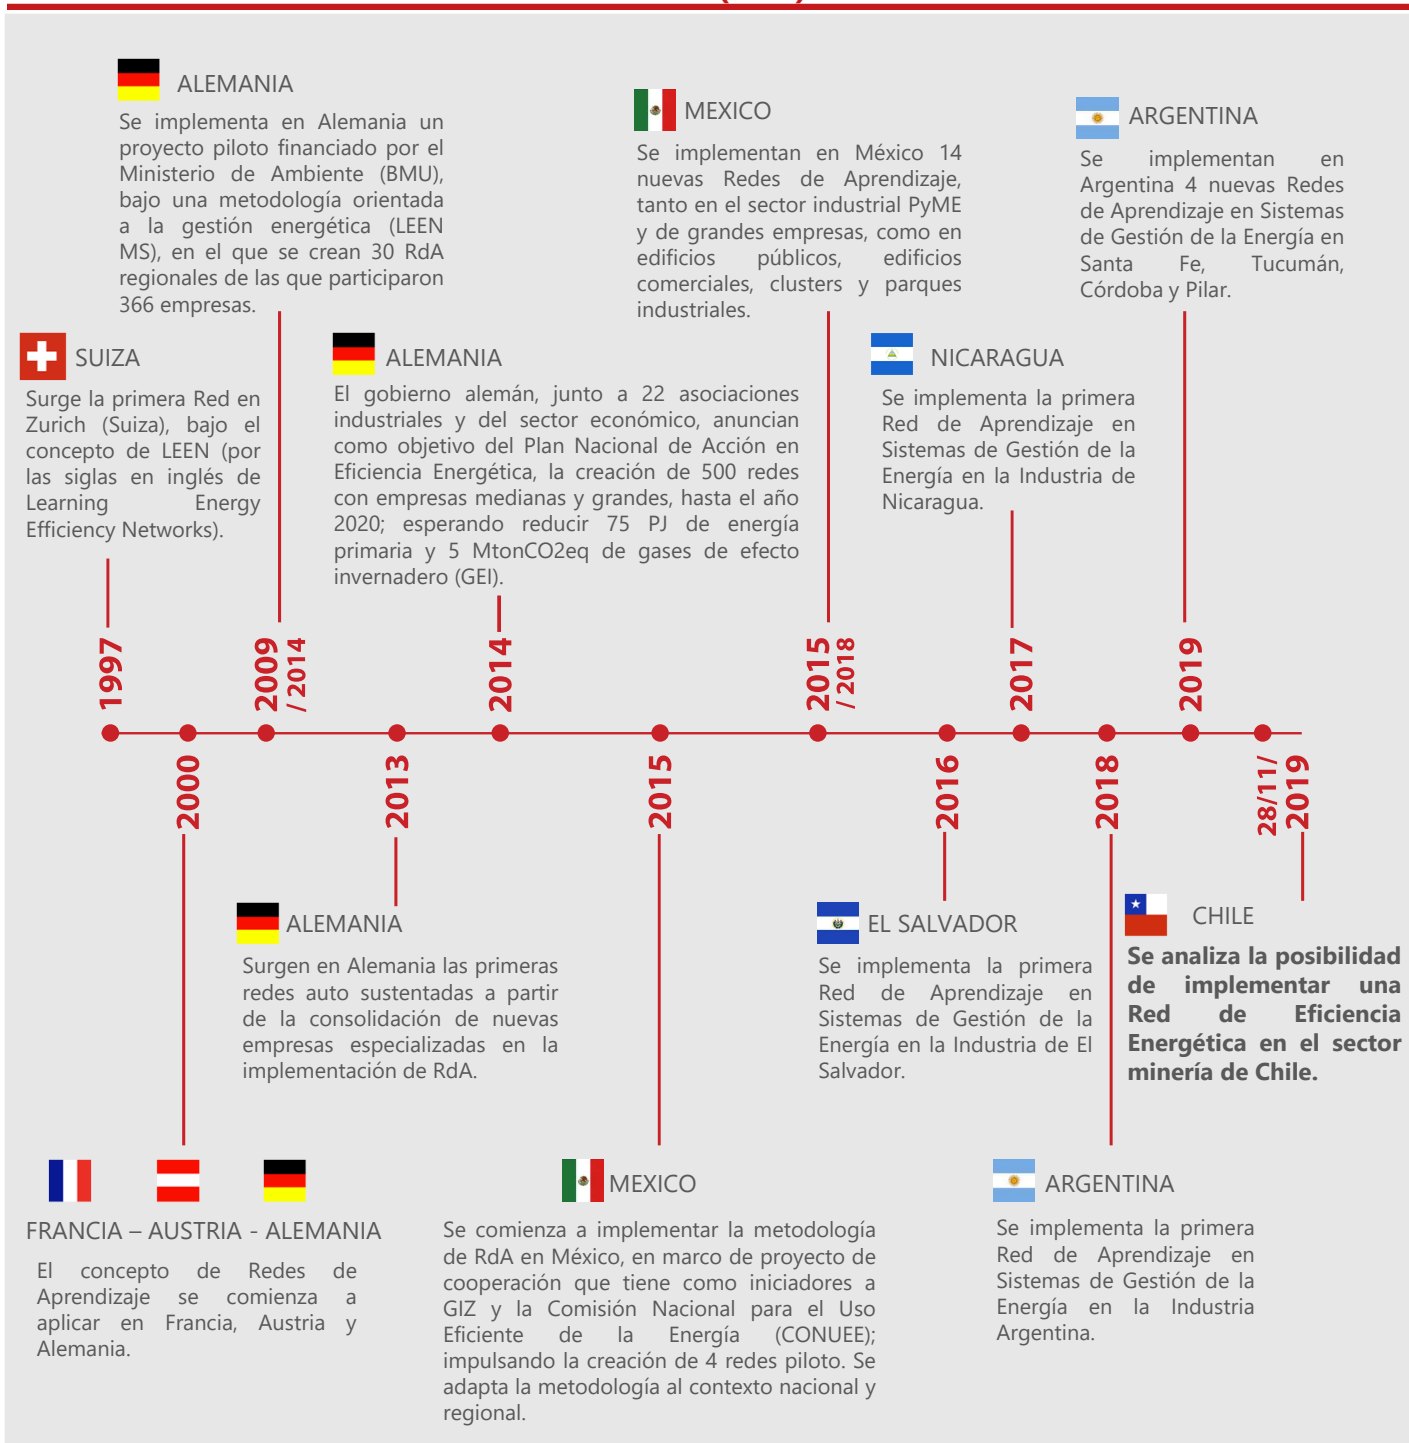 ALEMANIA
Se implementa en Alemania un
proyecto piloto financiado por el
Ministerio de Ambiente (BMU),
bajo una metodología orientada
a la gestión energética (LEEN
MS), en el que se crean 30 RdA
regionales de las que participaron
366 empresas.
MEXICO
Se implementan en México 14
nuevas Redes de Aprendizaje,
tanto en el sector industrial PyME
y de grandes empresas, como en
edificios públicos, edificios
comerciales, clusters y parques
industriales.
ARGENTINA
Se implementan en
Argentina 4 nuevas Redes
de Aprendizaje en Sistemas
de Gestión de la Energía en
Santa Fe, Tucumán,
Córdoba y Pilar.
SUIZA
Surge la primera Red en
Zurich (Suiza), bajo el
concepto de LEEN (por
las siglas en inglés de
Learning Energy
Efficiency Networks).
ALEMANIA
El gobierno alemán, junto a 22 asociaciones
industriales y del sector económico, anuncian
como objetivo del Plan Nacional de Acción en
Eficiencia Energética, la creación de 500 redes
con empresas medianas y grandes, hasta el año
2020; esperando reducir 75 PJ de energía
primaria y 5 MtonCO2eq de gases de efecto
invernadero (GEI).
NICARAGUA
Se implementa la primera
Red de Aprendizaje en
Sistemas de Gestión de la
Energía en la Industria de
Nicaragua.
1997
2009
/ 2014
2014
2015
/ 2018
2017
2019
2000
2013
2015
2016
2018
28/11/
2019
ALEMANIA
Surgen en Alemania las primeras
redes auto sustentadas a partir
de la consolidación de nuevas
empresas especializadas en la
implementación de RdA.
EL SALVADOR
Se implementa la primera
Red de Aprendizaje en
Sistemas de Gestión de la
Energía en la Industria de El
Salvador.
CHILE
Se analiza la posibilidad
de implementar una
Red de Eficiencia
Energética en el sector
minería de Chile.
FRANCIA – AUSTRIA - ALEMANIA
El concepto de Redes de
Aprendizaje se comienza a
aplicar en Francia, Austria y
Alemania.
MEXICO
Se comienza a implementar la metodología
de RdA en México, en marco de proyecto de
cooperación que tiene como iniciadores a
GIZ y la Comisión Nacional para el Uso
Eficiente de la Energía (CONUEE);
impulsando la creación de 4 redes piloto. Se
adapta la metodología al contexto nacional y
regional.
ARGENTINA
Se implementa la primera
Red de Aprendizaje en
Sistemas de Gestión de la
Energía en la Industria
Argentina.